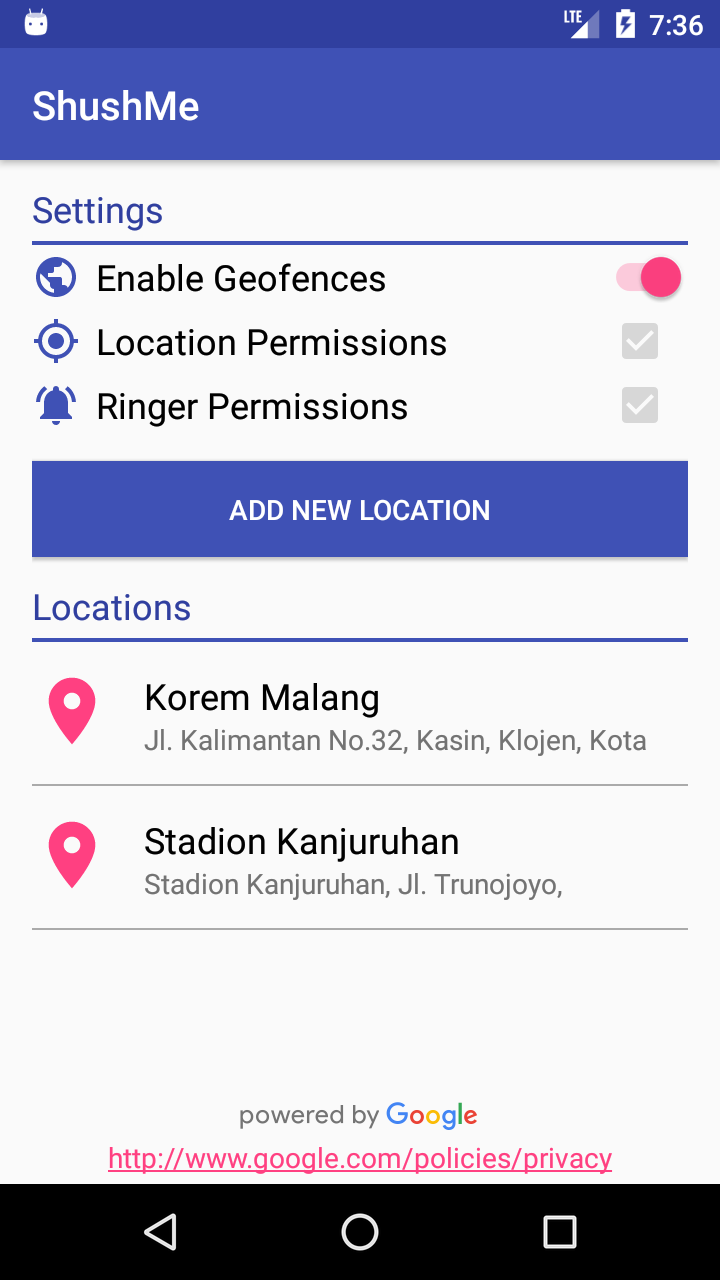 LTE 7:36
ShushMe
Settings
Enable Geofences
Location Permissions
Ringer Permissions
ADD NEW LOCATION
Locations
Korem Malang
Jl. Kalimantan No.32, Kasin, Klojen, Kota
Stadion Kanjuruhan
Stadion Kanjuruhan, Jl. Trunojoyo,
powered by Google
http://www.google.com/policies/privacy